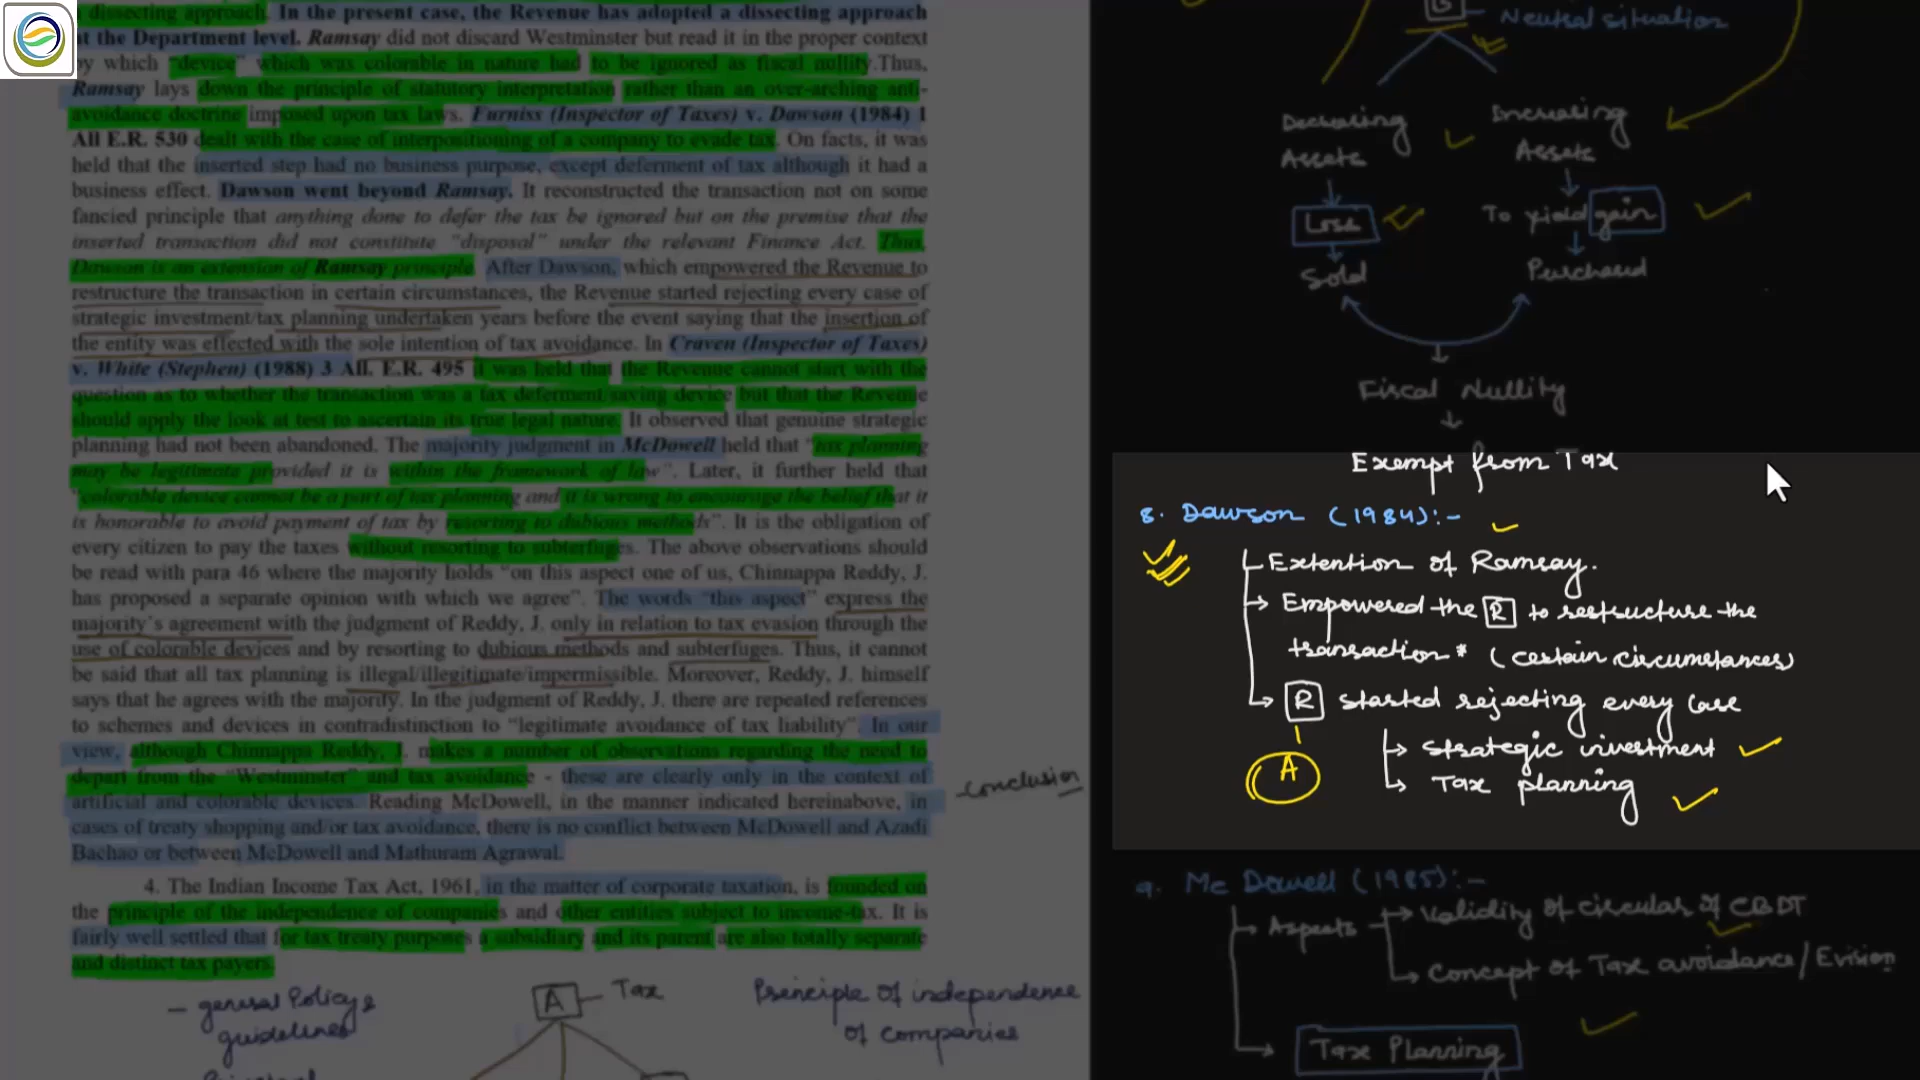 a dissecting approach. In the present case, the Revenue has adopted a dissecting approach
at the Department level. Ramsay did not discard Westminster but read it in the proper context
by which "device" which was colorable in nature had to be ignored as fiscal nullity.Thus,
Ramsay lays down the principle of statutory interpretation rather than an over-arching anti-
avoidance doctrine imposed upon tax laws. Furniss (Inspector of Taxes) v. Dawson (1984) 1
All E.R. 530 dealt with the case of interpositioning of a company to evade tax. On facts, it was
held that the inserted step had no business purpose, except deferment of tax although it had a
business effect. Dawson went beyond Ramsay. It reconstructed the transaction not on some
fancied principle that anything done to defer the tax be ignored but on the premise that the
inserted transaction did not constitute "disposal" under the relevant Finance Act. Thus,
Dawson is an extension of Ramsay principle. After Dawson, which empowered the Revenue to
restructure the transaction in certain circumstances, the Revenue started rejecting every case of
strategic investment/tax planning undertaken years before the event saying that the insertion of
the entity was effected with the sole intention of tax avoidance. In Craven (Inspector of Taxes)
v. White (Stephen) (1988) 3 All. E.R. 495 it was held that the Revenue cannot start with the
question as to whether the transaction was a tax deferment/saving device but that the Revenue
should apply the look at test to ascertain its true legal nature. It observed that genuine strategic
planning had not been abandoned. The majority judgment in McDowell held that "tax planning
may be legitimate provided it is within the framework of law". Later, it further held that
"colorable device cannot be a part of tax planning and it is wrong to encourage the belief that it
is honorable to avoid payment of tax by resorting to dubious methods". It is the obligation of
every citizen to pay the taxes without resorting to subterfuges. The above observations should
be read with para 46 where the majority holds "on this aspect one of us, Chinnappa Reddy, J.
has proposed a separate opinion with which we agree". The words "this aspect" express the
majority's agreement with the judgment of Reddy, J. only in relation to tax evasion through the
use of colorable devices and by resorting to dubious methods and subterfuges. Thus, it cannot
be said that all tax planning is illegal/illegitimate/impermissible. Moreover, Reddy, J. himself
says that he agrees with the majority. In the judgment of Reddy, J. there are repeated references
to schemes and devices in contradistinction to "legitimate avoidance of tax liability" In our
view, although Chinnappa Reddy, J. makes a number of observations regarding the need to
depart from the "Westminster" and tax avoidance - these are clearly only in the context of
artificial and colorable devices. Reading McDowell, in the manner indicated hereinabove, in
cases of treaty shopping and/or tax avoidance, there is no conflict between McDowell and Azadi
Bachao or between McDowell and Mathuram Agrawal.
conclusion
4. The Indian Income Tax Act, 1961, in the matter of corporate taxation, is founded on
the principle of the independence of companies and other entities subject to income-tax. It is
fairly well settled that for tax treaty purposes a subsidiary and its parent are also totally separate
and distinct tax payers.
- general Policy &
guidelines
A - Tax
Principle of independence
of companies
Neutral situation
Decreasing
Assets
Increasing
Assets
Loss
To yield gain
Sold
Purchased
Fiscal Nullity
Exempt from Tax
8. Dawson (1984):-
Extention of Ramsay.
Empowered the R to restructure the
transaction* (certain circumstances)
R started rejecting every case
A
strategic investment
Tax planning
9. Mc Dowell (1985):-
Aspects
Validity of circular of CBDT
Concept of Tax avoidance/Evision
Tax Planning